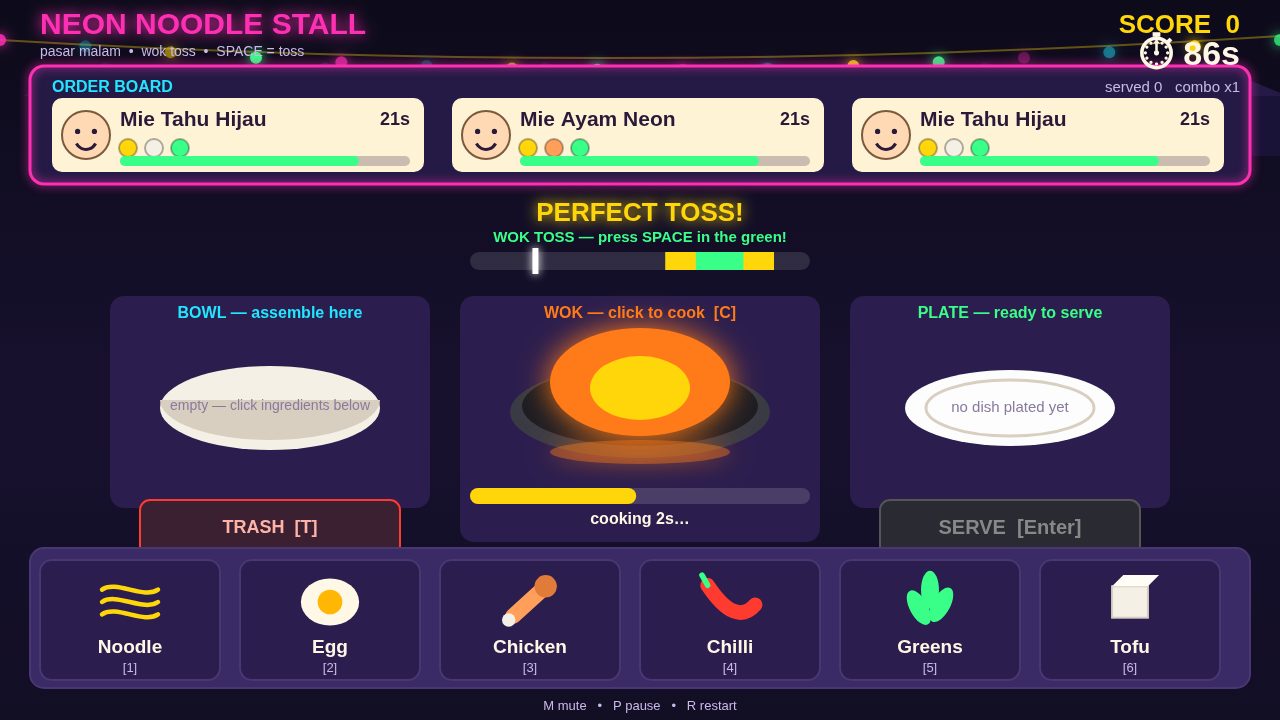 NEON NOODLE STALL
pasar malam • wok toss • SPACE = toss
SCORE 0
86s
ORDER BOARD
served 0 combo x1
Mie Tahu Hijau 21s
Mie Ayam Neon 21s
Mie Tahu Hijau 21s
PERFECT TOSS!
WOK TOSS — press SPACE in the green!
BOWL — assemble here
WOK — click to cook [C]
PLATE — ready to serve
empty — click ingredients below
no dish plated yet
cooking 2s…
TRASH [T]
SERVE [Enter]
Noodle
[1]
Egg
[2]
Chicken
[3]
Chilli
[4]
Greens
[5]
Tofu
[6]
M mute • P pause • R restart